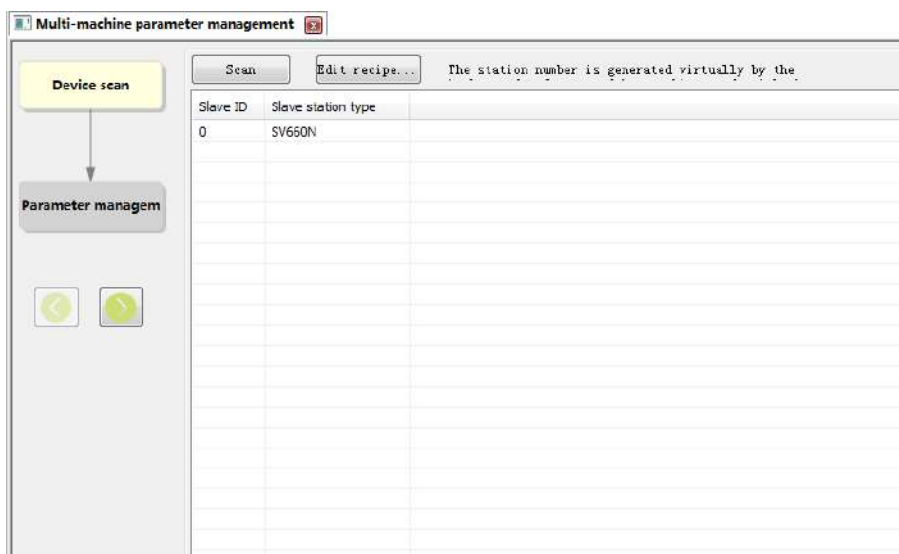 Multi-machine parameter management
Device scan
Parameter managem
Scan
Edit recipe...
The station number is generated virtually by the
Slave ID
Slave station type
0
SV660N